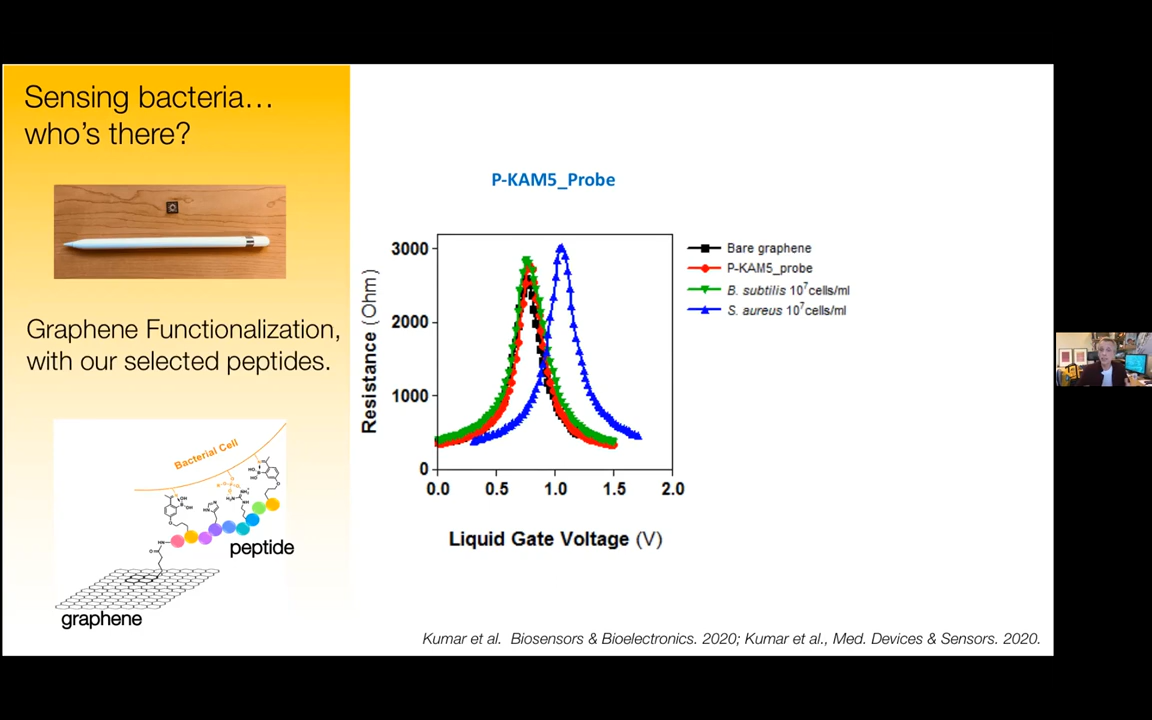 Sensing bacteria…
who's there?
Graphene Functionalization,
with our selected peptides.
Bacterial Cell
peptide
graphene
P-KAM5_Probe
Resistance (Ohm)
3000
2000
1000
0
0.0 0.5 1.0 1.5 2.0
Liquid Gate Voltage (V)
Bare graphene
P-KAM5_probe
B. subtilis 10⁷cells/ml
S. aureus 10⁷cells/ml
Kumar et al. Biosensors & Bioelectronics. 2020; Kumar et al., Med. Devices & Sensors. 2020.